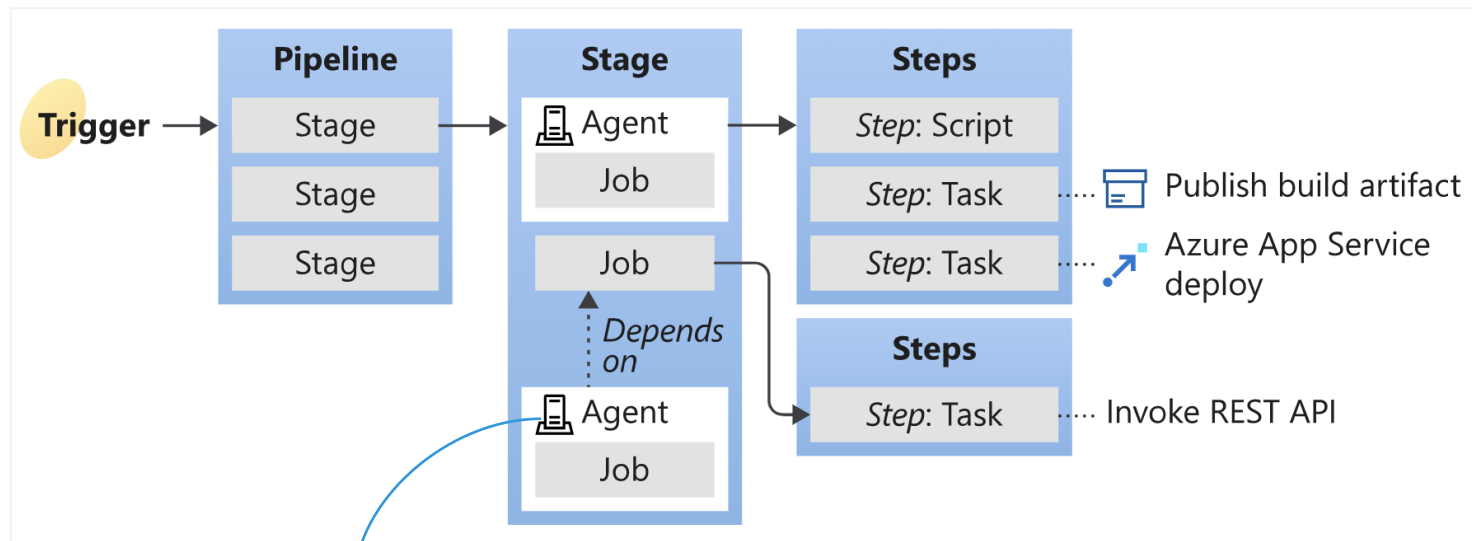 Trigger
Pipeline
Stage
Stage
Stage
Stage
Agent
Job
Job
Depends
on
Agent
Job
Steps
Step: Script
Step: Task
Publish build artifact
Step: Task
Azure App Service
deploy
Steps
Step: Task
Invoke REST API